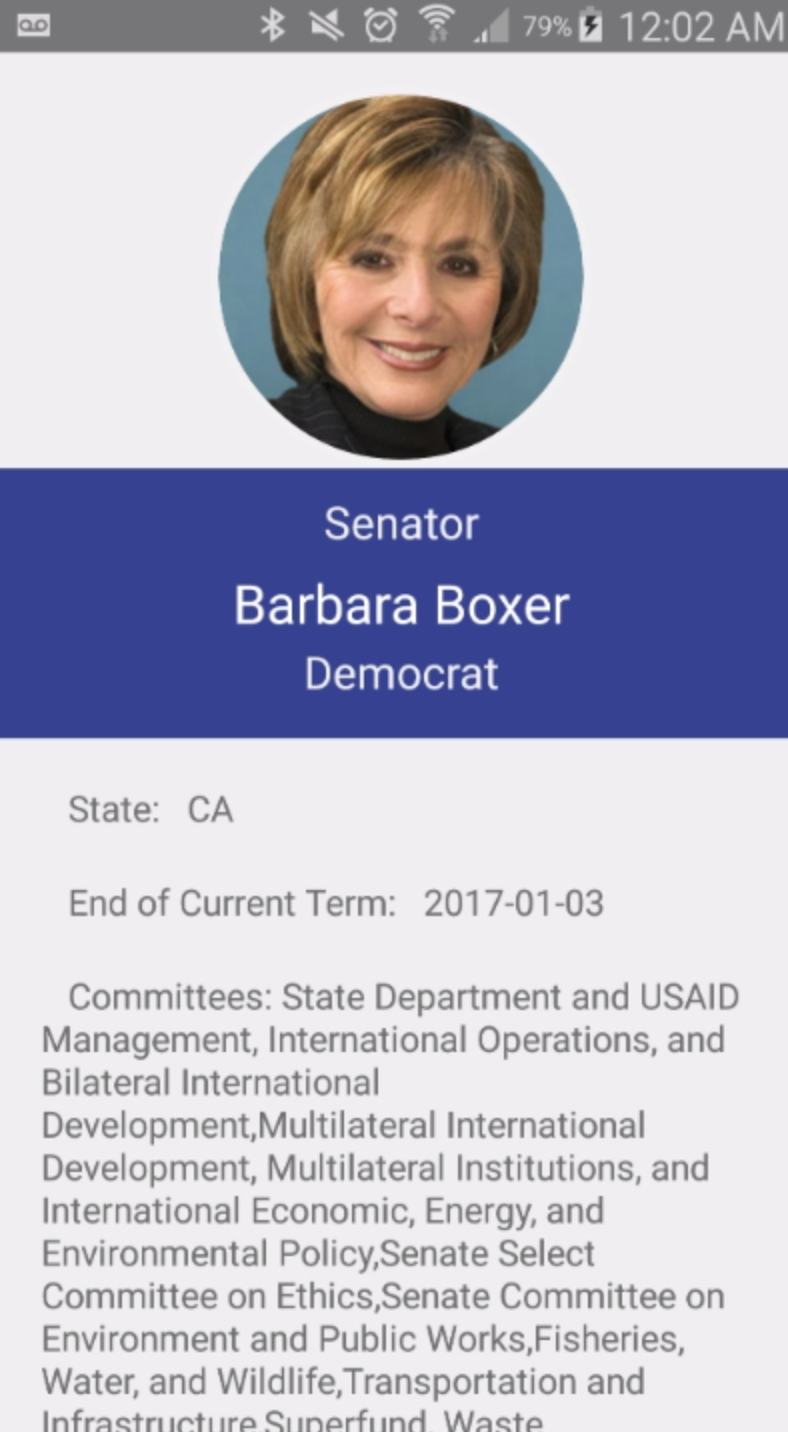 79% 12:02 AM
Senator
Barbara Boxer
Democrat
State: CA
End of Current Term: 2017-01-03
Committees: State Department and USAID
Management, International Operations, and
Bilateral International
Development,Multilateral International
Development, Multilateral Institutions, and
International Economic, Energy, and
Environmental Policy,Senate Select
Committee on Ethics,Senate Committee on
Environment and Public Works,Fisheries,
Water, and Wildlife,Transportation and
Infrastructure,Superfund, Waste